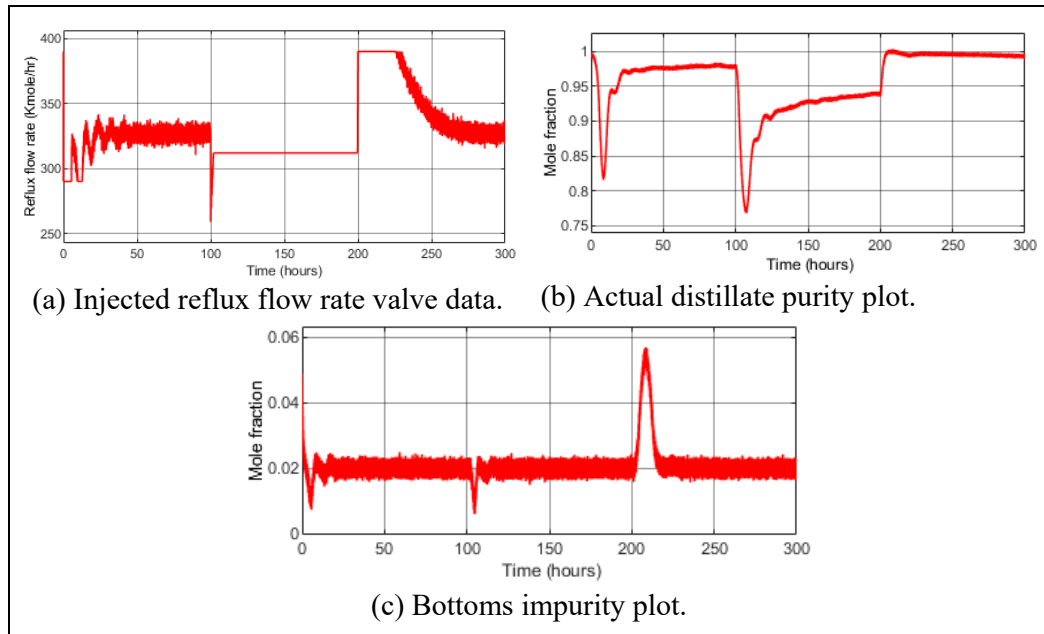 400
350
300
250
Reflux flow rate (Kmole/hr)
0 50 100 150 200 250 300
Time (hours)
(a) Injected reflux flow rate valve data.
1
0.95
0.9
0.85
0.8
0.75
Mole fraction
0 50 100 150 200 250 300
Time (hours)
(b) Actual distillate purity plot.
0.06
0.04
0.02
0
Mole fraction
0 50 100 150 200 250 300
Time (hours)
(c) Bottoms impurity plot.